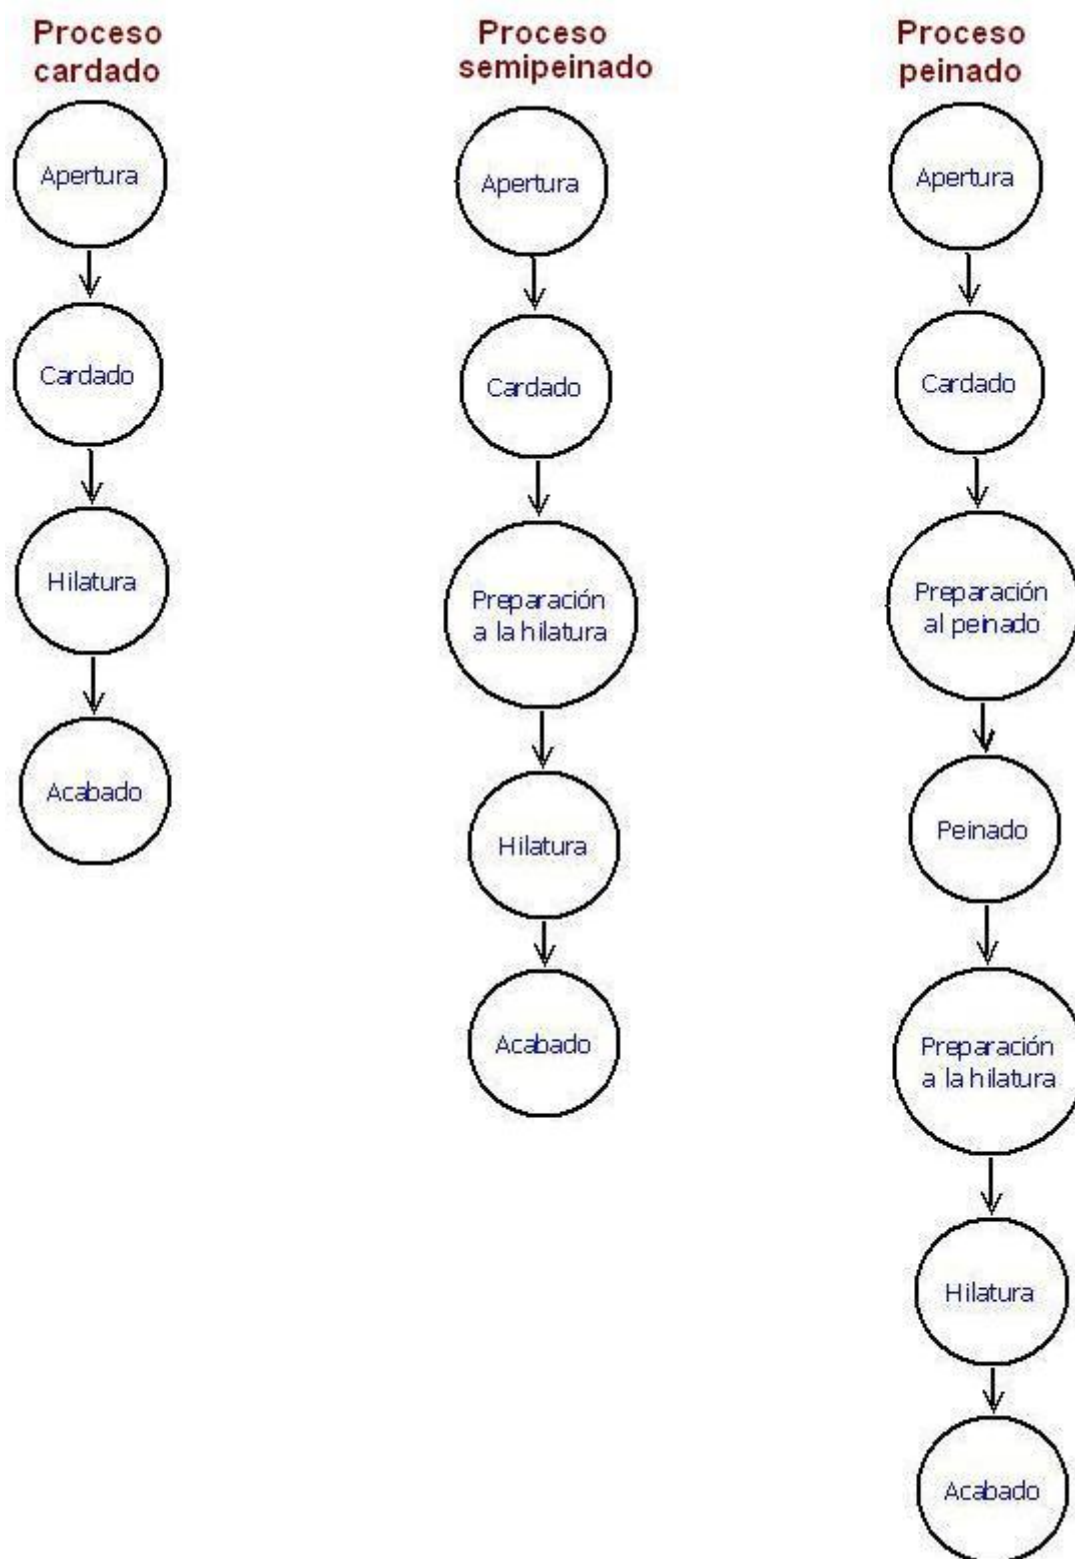 Proceso
cardado
Apertura
Cardado
Hilatura
Acabado
Proceso
semipeinado
Apertura
Cardado
Preparación
a la hilatura
Hilatura
Acabado
Proceso
peinado
Apertura
Cardado
Preparación
al peinado
Peinado
Preparación
a la hilatura
Hilatura
Acabado